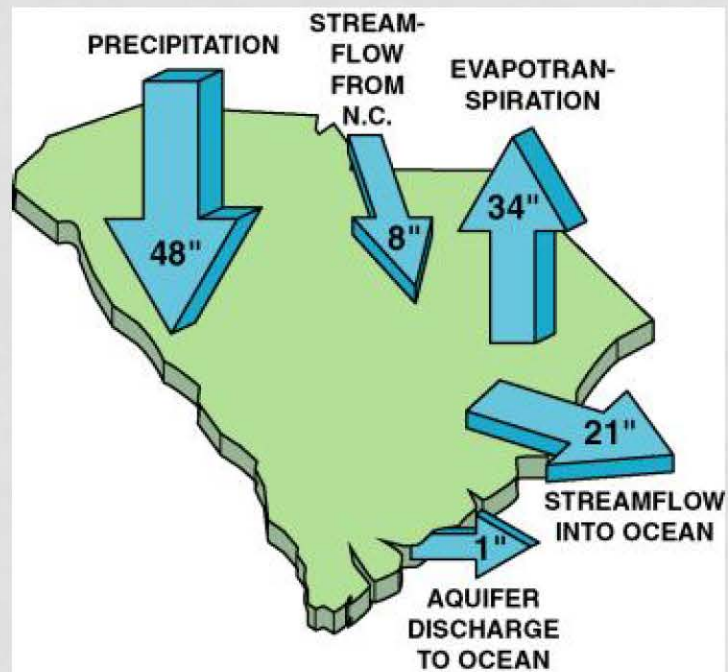 PRECIPITATION
48"
STREAM-
FLOW
FROM
N.C.
8"
EVAPOTRAN-
SPIRATION
34"
21"
STREAMFLOW
INTO OCEAN
1"
AQUIFER
DISCHARGE
TO OCEAN